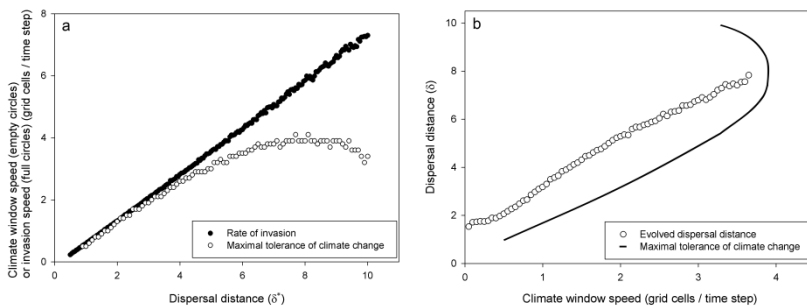 a
Climate window speed (empty circles)
or invasion speed (full circles) (grid cells / time step)
8
6
4
2
0
0 2 4 6 8 10 12
Dispersal distance (δ*)
Rate of invasion
Maximal tolerance of climate change
b
Dispersal distance (δ)
10
8
6
4
2
0
0 1 2 3 4
Climate window speed (grid cells / time step)
Evolved dispersal distance
Maximal tolerance of climate change